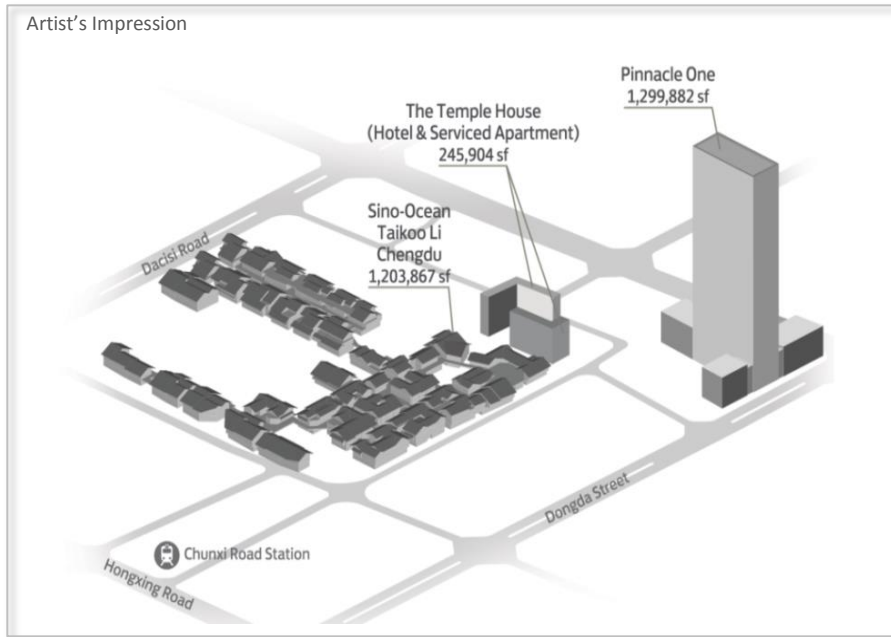 Artist's Impression
Pinnacle One
1,299,882 sf
The Temple House
(Hotel & Serviced Apartment)
245,904 sf
Sino-Ocean
Taikoo Li
Chengdu
1,203,867 sf
Dacisi Road
Dongda Street
Chunxi Road Station
Hongxing Road